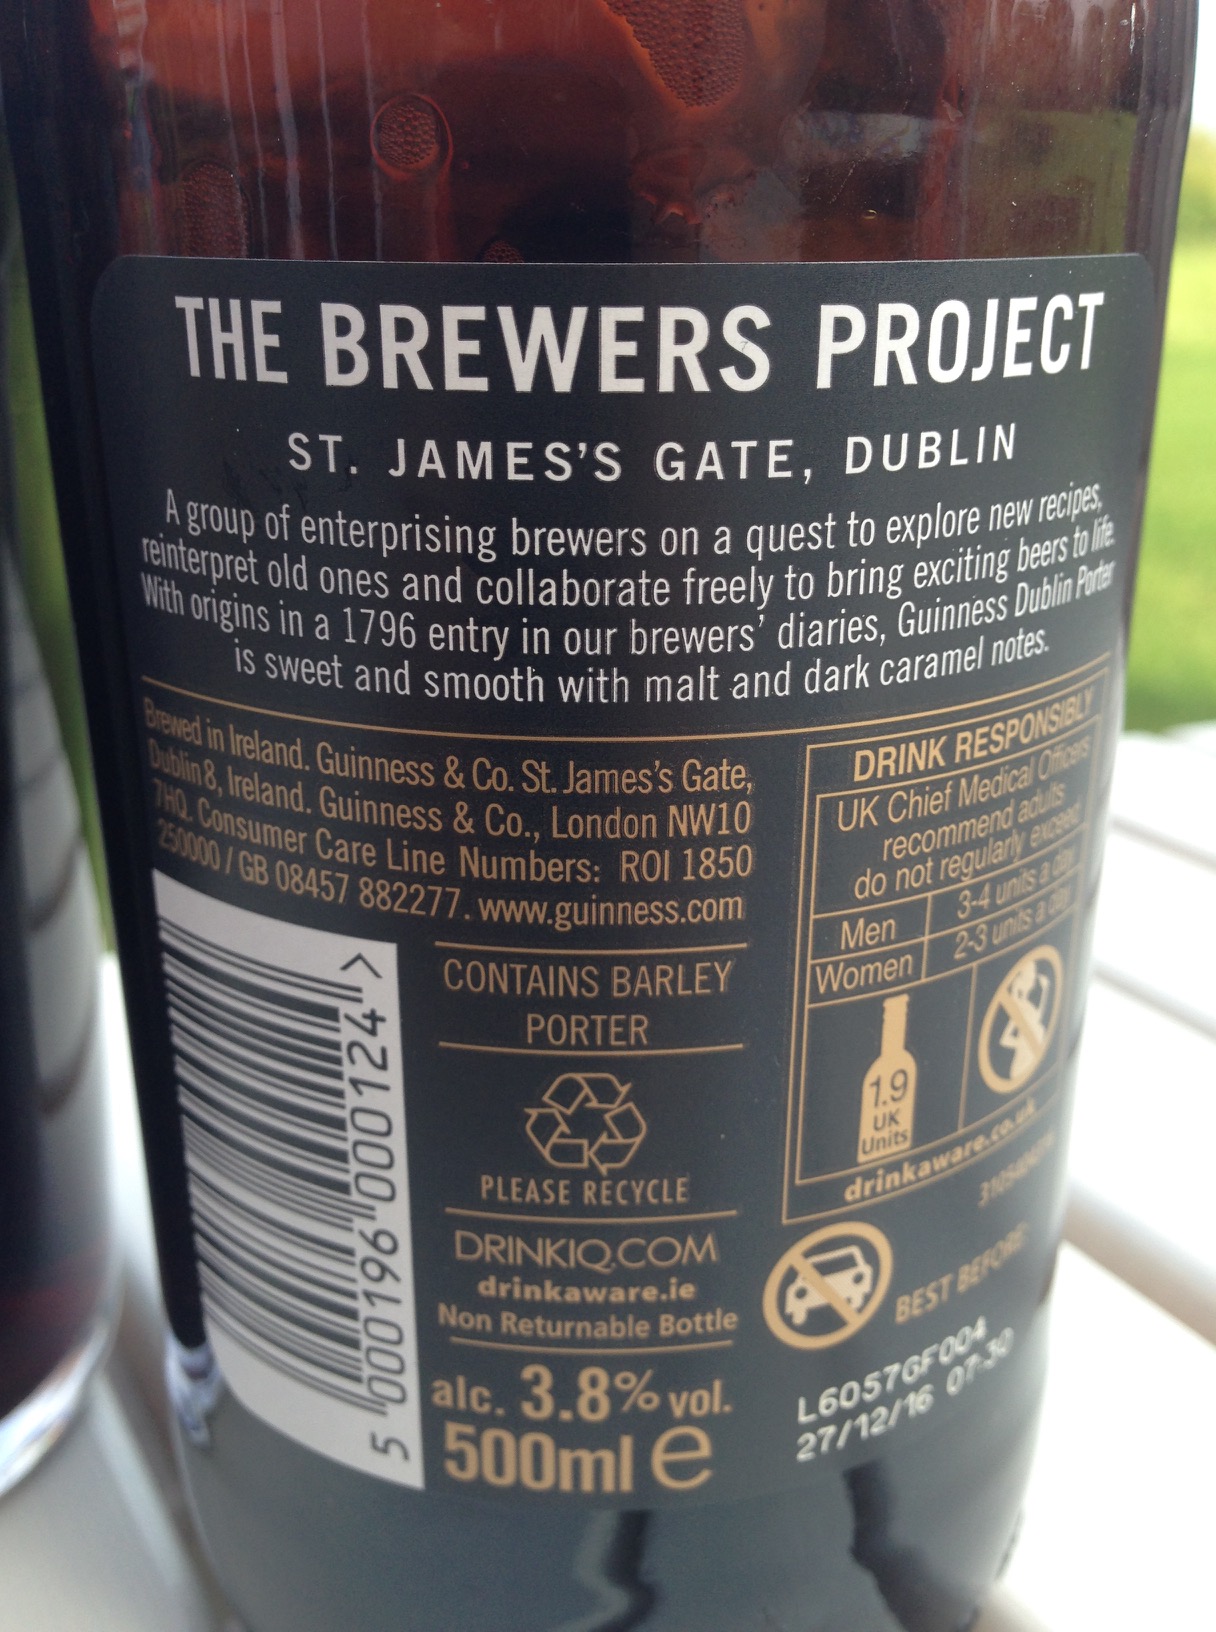 THE BREWERS PROJECT
ST. JAMES'S GATE, DUBLIN
A group of enterprising brewers on a quest to explore new recipes,
reinterpret old ones and collaborate freely to bring exciting beers to life.
With origins in a 1796 entry in our brewers' diaries, Guinness Dublin Porter
is sweet and smooth with malt and dark caramel notes.
Brewed in Ireland. Guinness & Co. St. James's Gate,
Dublin 8, Ireland. Guinness & Co., London NW10
7HQ. Consumer Care Line Numbers: ROI 1850
250000 / GB 08457 882277. www.guinness.com
CONTAINS BARLEY
PORTER
PLEASE RECYCLE
DRINKIQ.COM
drinkaware.ie
Non Returnable Bottle
alc. 3.8% vol.
500ml e
5 000196 000124 >
DRINK RESPONSIBLY
UK Chief Medical Officers
recommend adults
do not regularly exceed
Men 3-4 units a day
Women 2-3 units a day
1.9
UK
Units
drinkaware.co.uk
BEST BEFORE:
L6057GF004
27/12/16 07:30